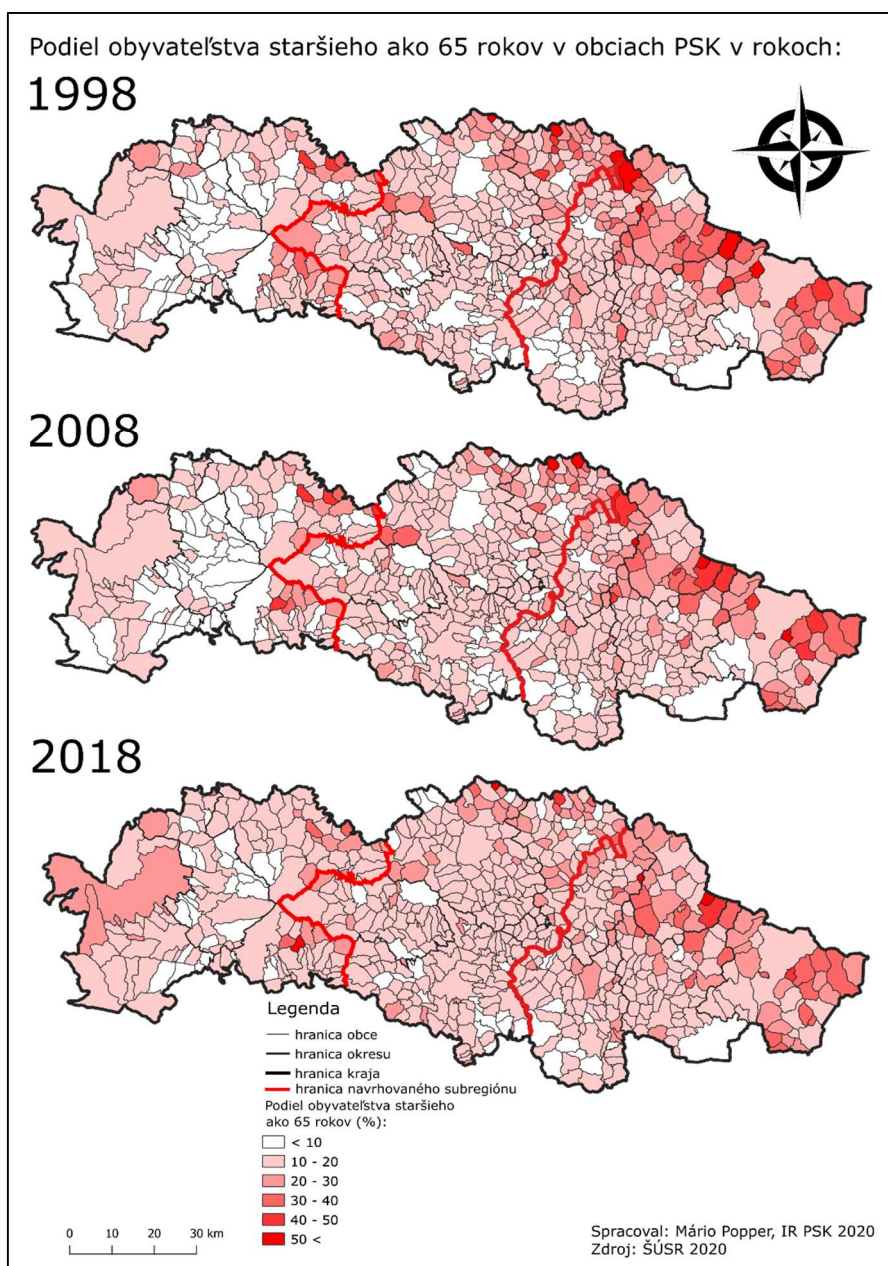 Podiel obyvateľstva staršieho ako 65 rokov v obciach PSK v rokoch:
1998
2008
2018
Legenda
hranica obce
hranica okresu
hranica kraja
hranica navrhovaného subregiónu
Podiel obyvateľstva staršieho
ako 65 rokov (%):
< 10
10 - 20
20 - 30
30 - 40
40 - 50
50 <
0 10 20 30 km
Spracoval: Mário Popper, IR PSK 2020
Zdroj: ŠÚSR 2020